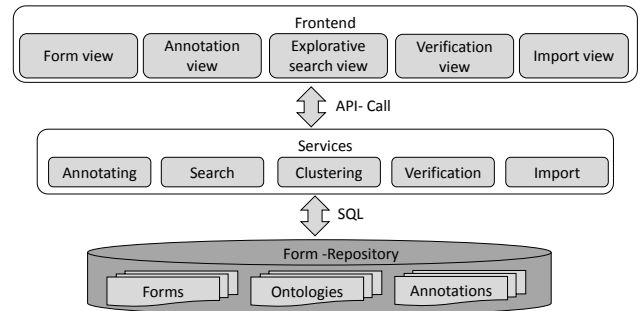 Frontend
Form view
Annotation
view
Explorative
search view
Verification
view
Import view
API- Call
Services
Annotating
Search
Clustering
Verification
Import
SQL
Form -Repository
Forms
Ontologies
Annotations